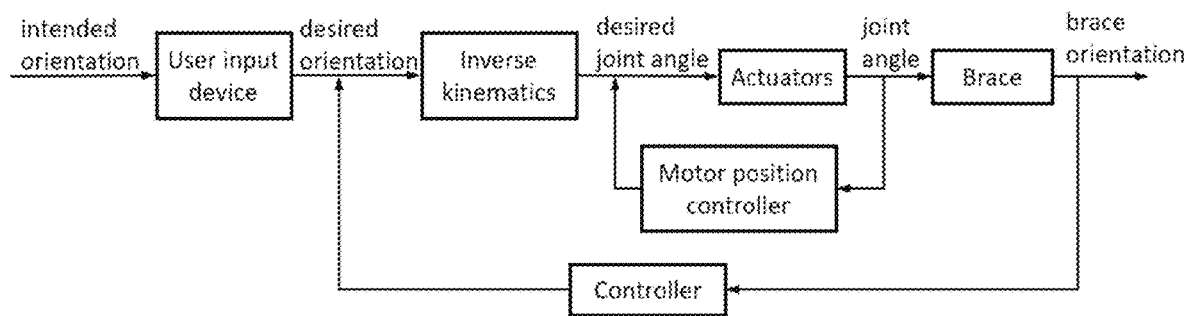 intended
orientation
User input
device
desired
orientation
Inverse
kinematics
desired
joint angle
Actuators
joint
angle
Brace
brace
orientation
Motor position
controller
Controller